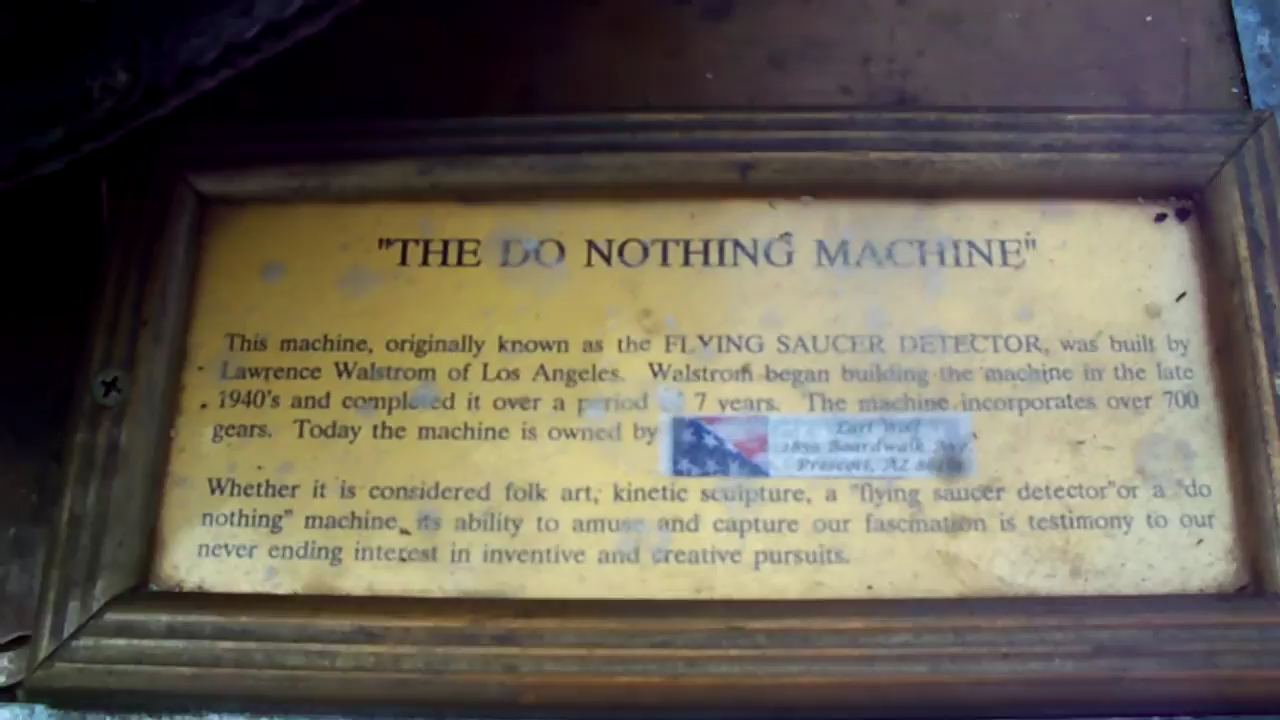 "THE DO NOTHING MACHINE"
This machine, originally known as the FLYING SAUCER DETECTOR, was built by
Lawrence Walstrom of Los Angeles. Walstrom began building the machine in the late
1940's and completed it over a period of 7 years. The machine incorporates over 700
gears. Today the machine is owned by
Earl Wolf
1850 Boardwalk Ave.
Prescott, AZ
Whether it is considered folk art, kinetic sculpture, a "flying saucer detector"or a "do
nothing" machine, its ability to amuse and capture our fascination is testimony to our
never ending interest in inventive and creative pursuits.